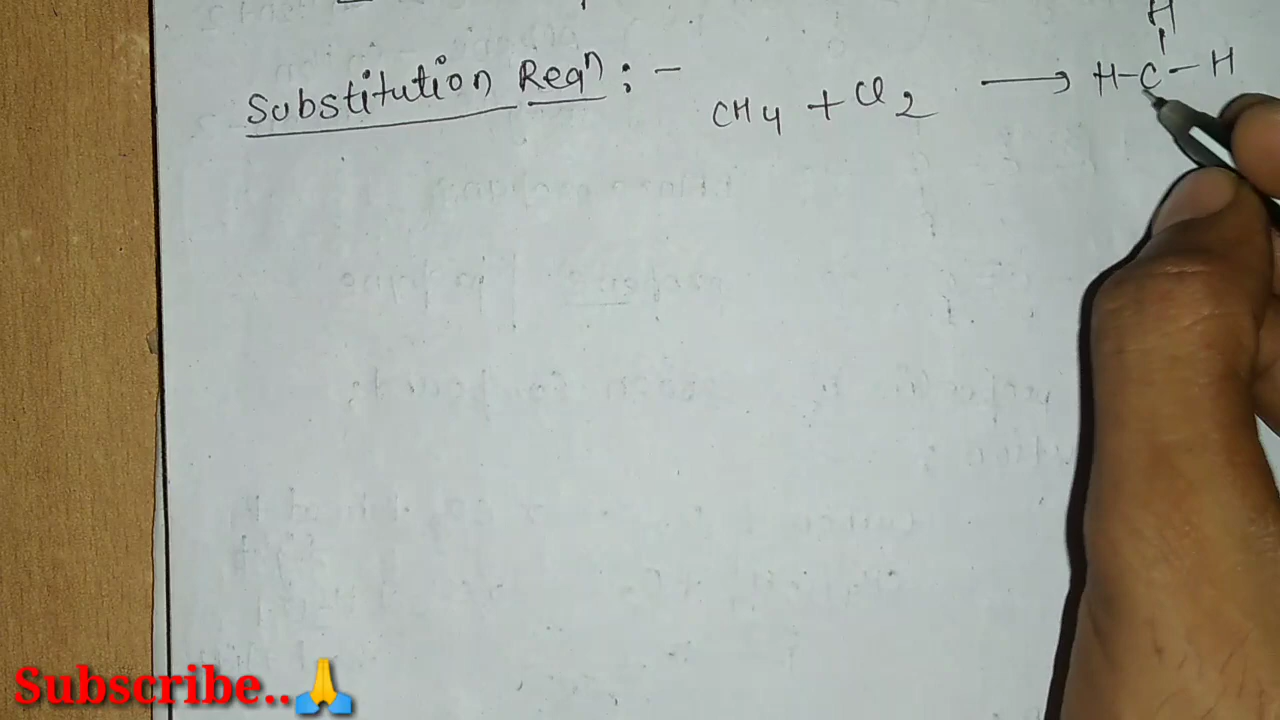 Substitution Reaⁿ : -
CH4 + Cl2 ⟶ H-C-H
H
Subscribe..🙏